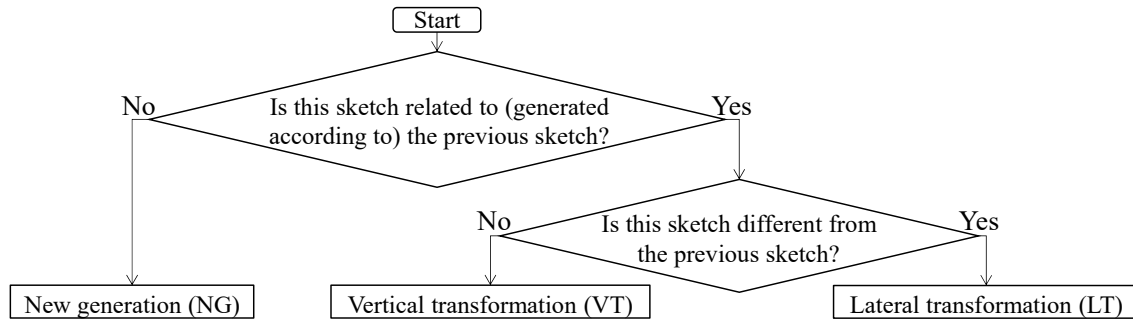 Start
No
Is this sketch related to (generated
according to) the previous sketch?
Yes
No
Is this sketch different from
the previous sketch?
Yes
New generation (NG)
Vertical transformation (VT)
Lateral transformation (LT)